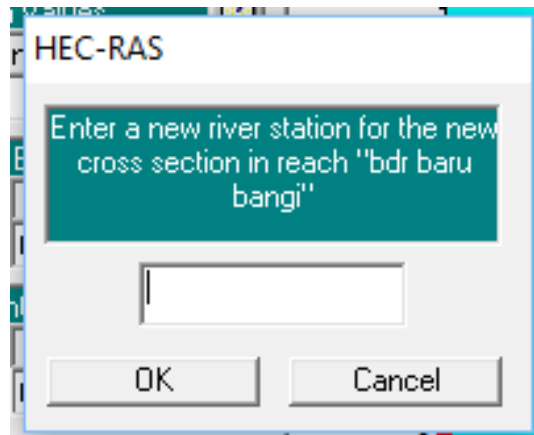 HEC-RAS
Enter a new river station for the new
cross section in reach "bdr baru
bangi"
OK
Cancel